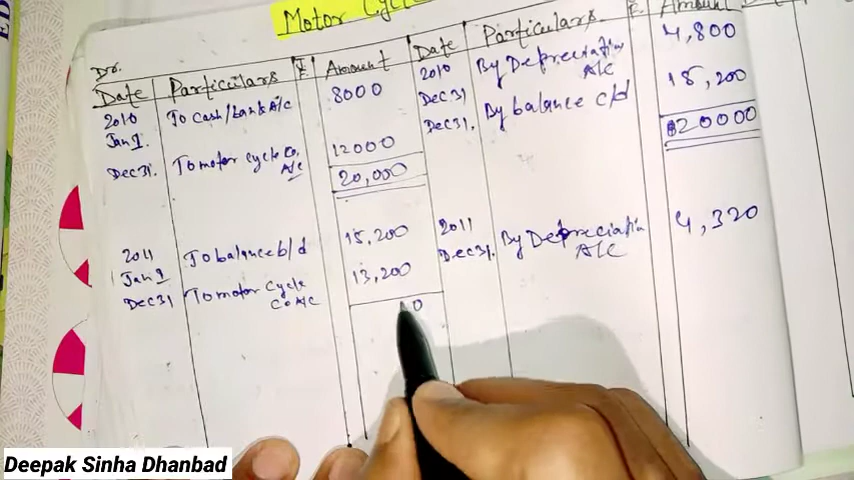 Motor Cycle
Dr.
Date Particulars Amount Date Particulars Amount
2010 Jan 1 To Cash/bank A/c 8000 2010 Dec 31 By Depreciation A/c 4,800
Dec 31 To motor cycle Co. A/c 12000 Dec 31. By balance c/d 15,200
20,000 20000
2011 Jan 1 To balance b/d 15,200 2011 Dec 31. By Depreciation A/c 4,320
Dec 31 To motor Cycle Co A/c 13,200
0
Deepak Sinha Dhanbad